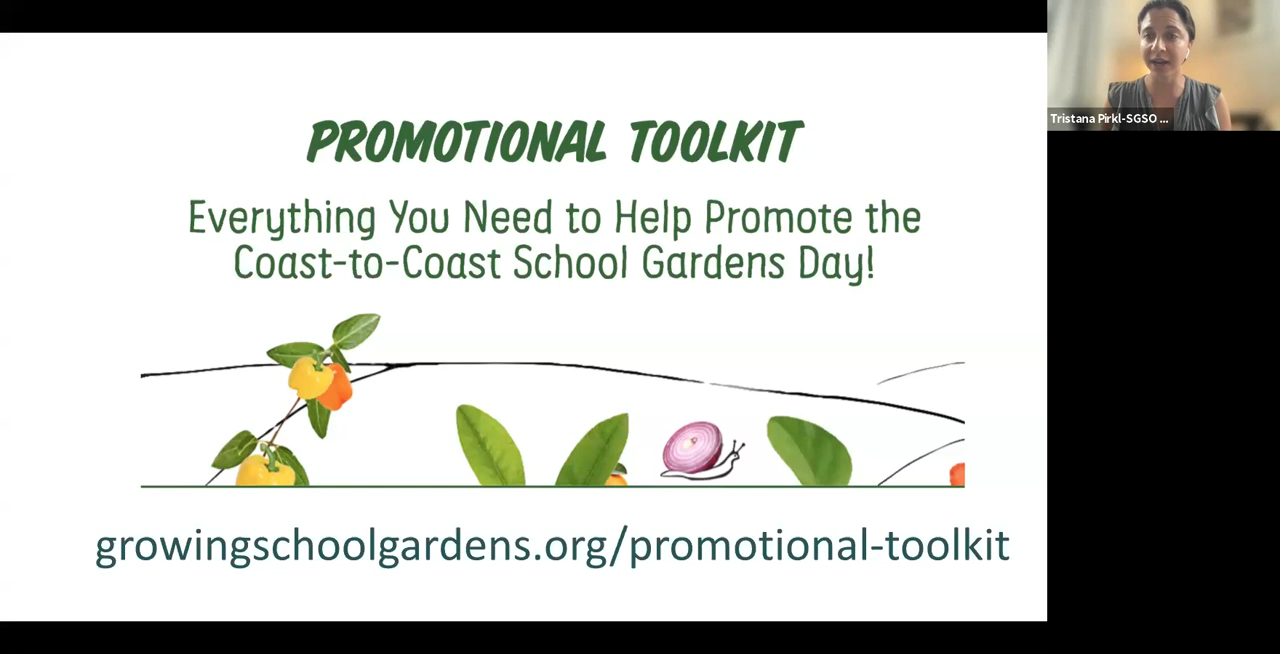 PROMOTIONAL TOOLKIT
Everything You Need to Help Promote the
Coast-to-Coast School Gardens Day!
growingschoolgardens.org/promotional-toolkit
Tristana Pirkl-SGSO ...